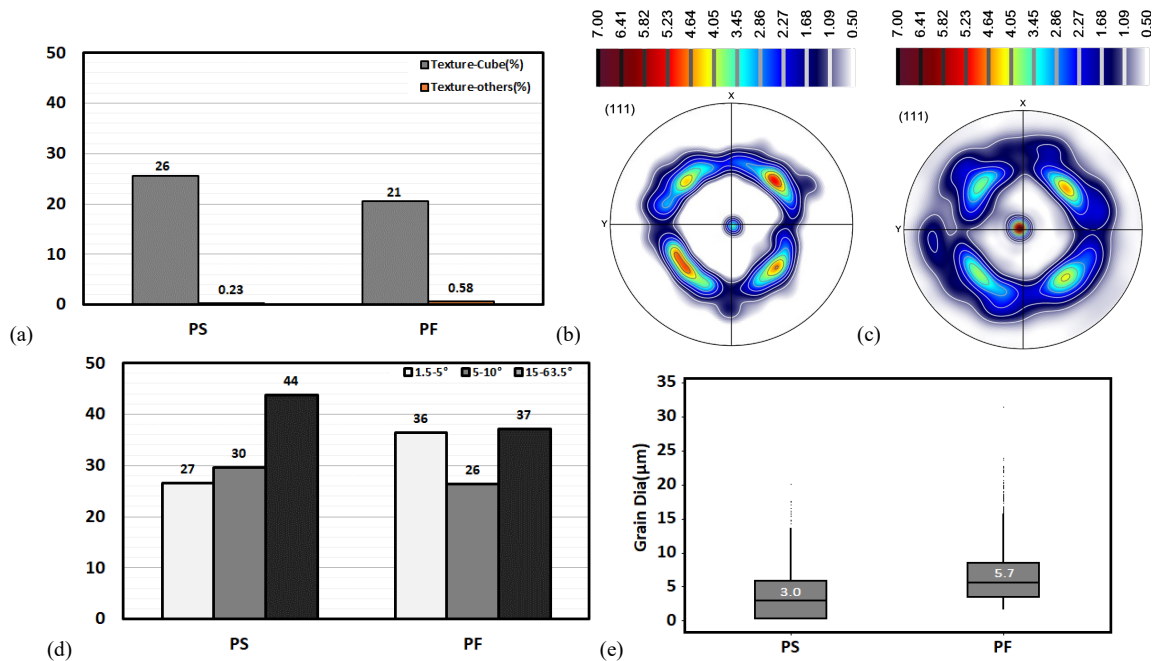 50
40
30
20
10
0
Texture-Cube(%)
Texture-others(%)
26
0.23
21
0.58
PS
PF
(a)
7.00 6.41 5.82 5.23 4.64 4.05 3.45 2.86 2.27 1.68 1.09 0.50
(111)
X
Y
(b)
7.00 6.41 5.82 5.23 4.64 4.05 3.45 2.86 2.27 1.68 1.09 0.50
(111)
X
Y
(c)
50
40
30
20
10
0
1.5-5° 5-10° 15-63.5°
27
30
44
36
26
37
PS
PF
(d)
Grain Dia(µm)
35
30
25
20
15
10
5
0
3.0
5.7
PS
PF
(e)